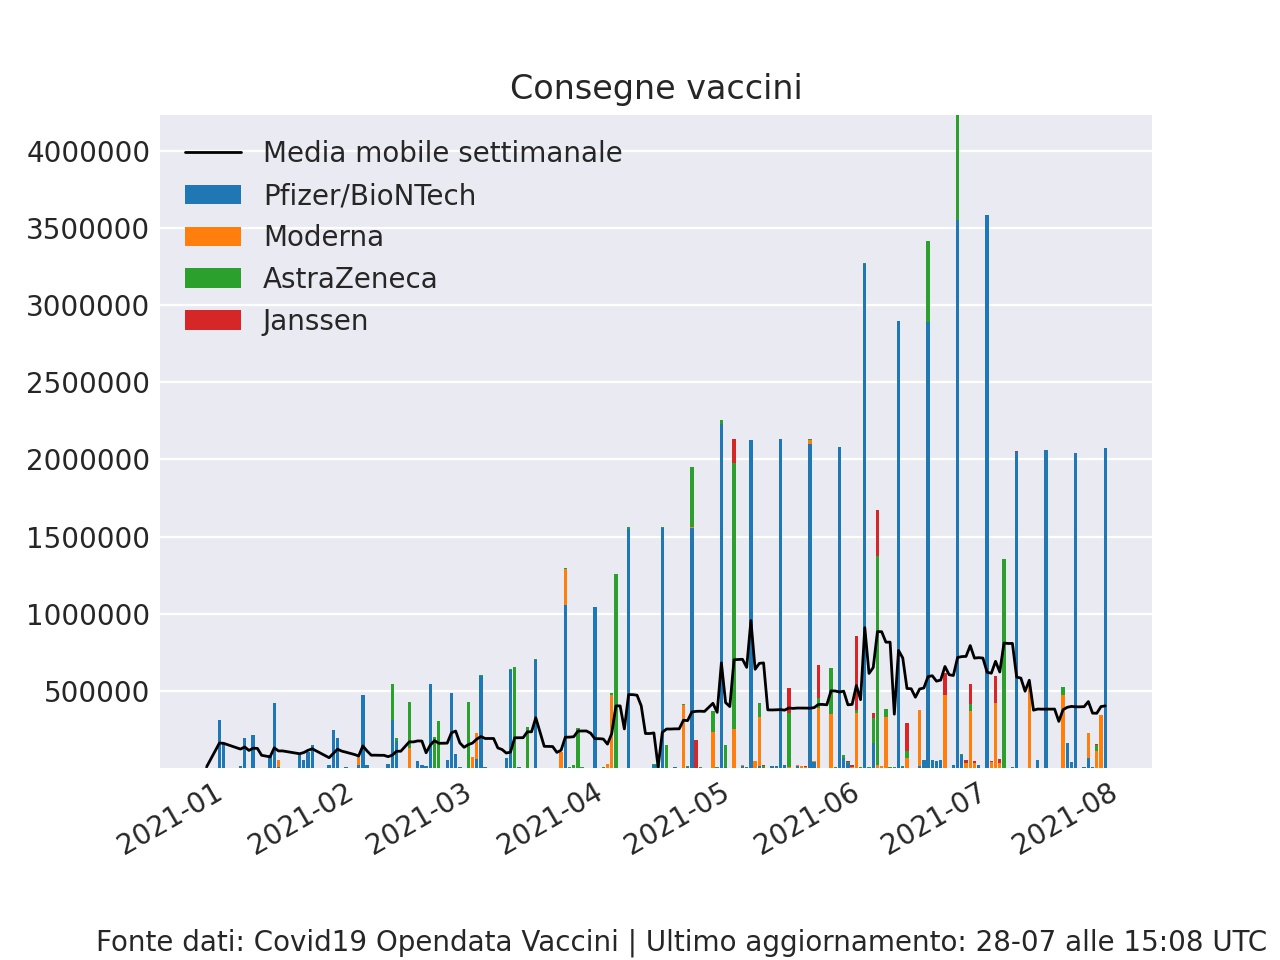 Consegne vaccini
4000000
3500000
3000000
2500000
2000000
1500000
1000000
500000
Media mobile settimanale
Pfizer/BioNTech
Moderna
AstraZeneca
Janssen
2021-01
2021-02
2021-03
2021-04
2021-05
2021-06
2021-07
2021-08
Fonte dati: Covid19 Opendata Vaccini | Ultimo aggiornamento: 28-07 alle 15:08 UTC